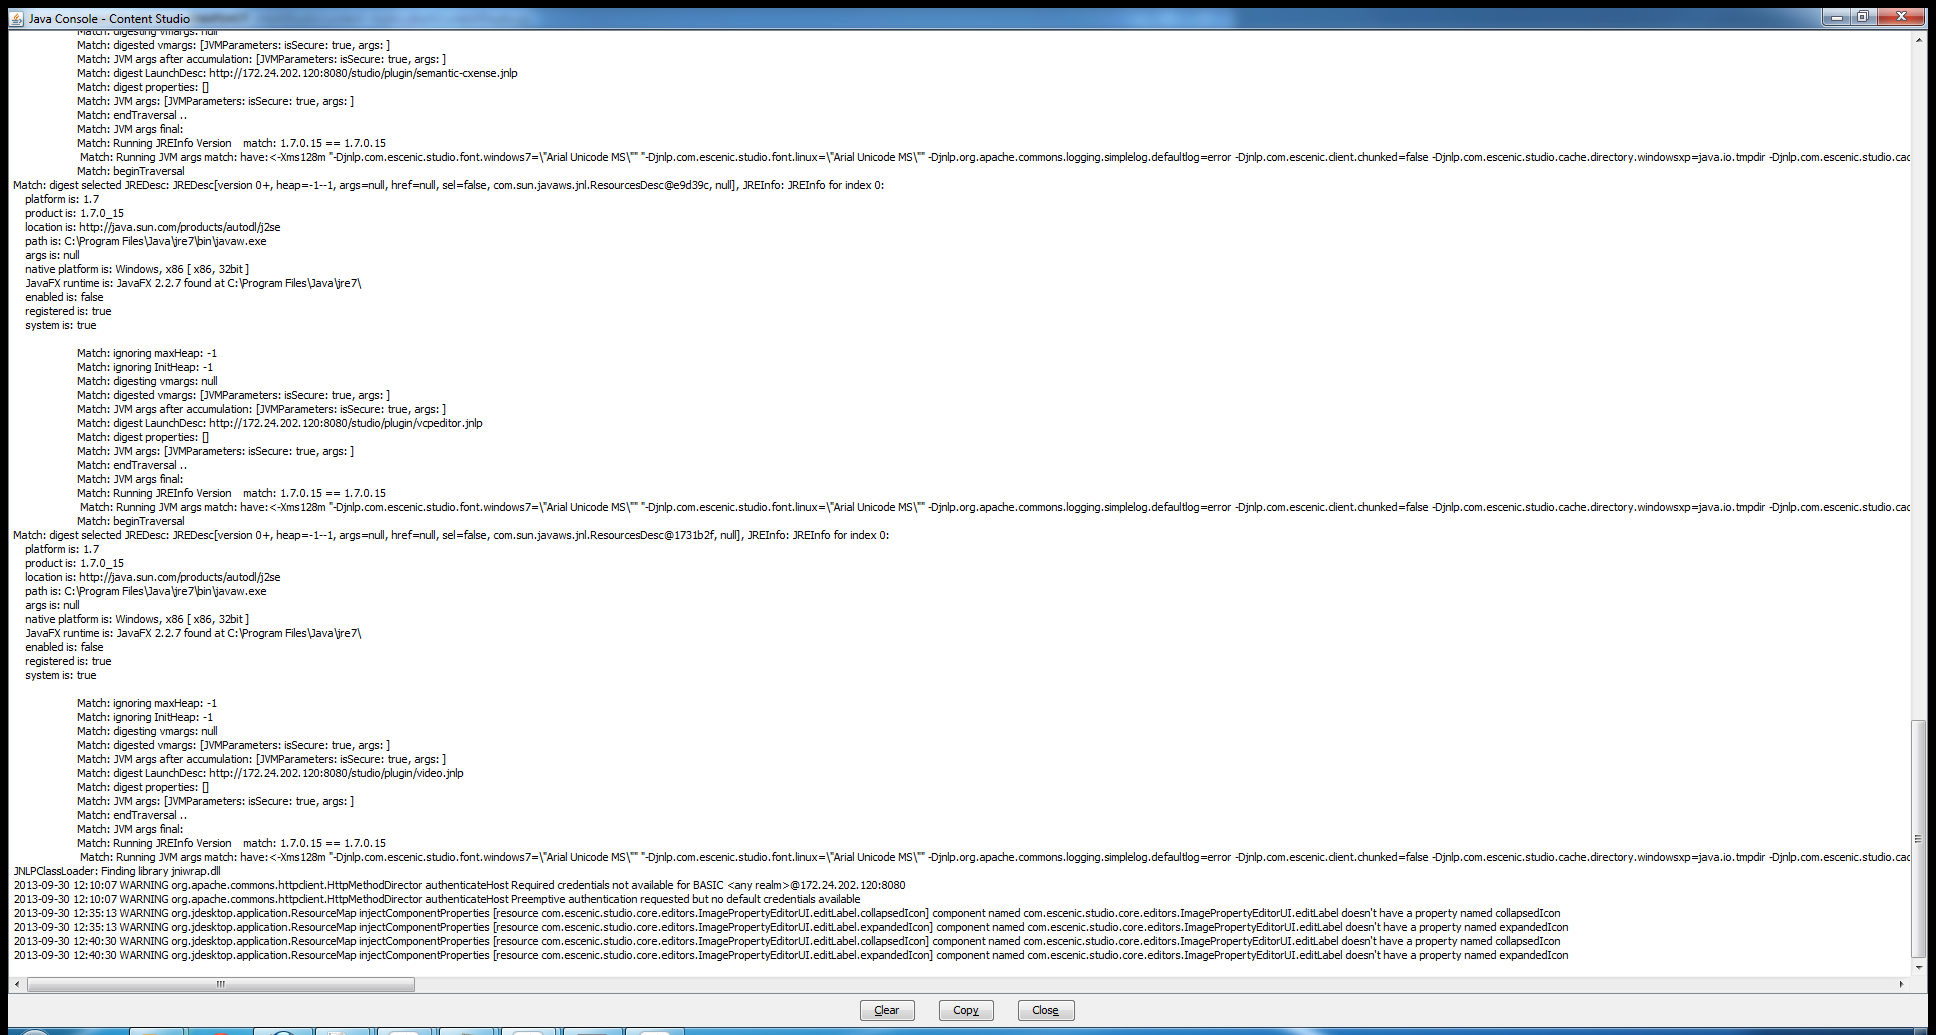 Java Console - Content Studio
Match: digesting vmargs: null
Match: digested vmargs: [JVMParameters: isSecure: true, args: ]
Match: JVM args after accumulation: [JVMParameters: isSecure: true, args: ]
Match: digest LaunchDesc: http://172.24.202.120:8080/studio/plugin/semantic-cxense.jnlp
Match: digest properties: []
Match: JVM args: [JVMParameters: isSecure: true, args: ]
Match: endTraversal ..
Match: JVM args final:
Match: Running JREInfo Version    match: 1.7.0.15 == 1.7.0.15
Match: Running JVM args match: have:<-Xms128m "-Djnlp.com.escenic.studio.font.windows7=\"Arial Unicode MS\"" "-Djnlp.com.escenic.studio.font.linux=\"Arial Unicode MS\"" -Djnlp.org.apache.commons.logging.simplelog.defaultlog=error -Djnlp.com.escenic.client.chunked=false -Djnlp.com.escenic.studio.cache.directory.windowsxp=java.io.tmpdir -Djnlp.com.escenic.studio.cac
Match: beginTraversal
Match: digest selected JREDesc: JREDesc[version 0+, heap=-1--1, args=null, href=null, sel=false, com.sun.javaws.jnl.ResourcesDesc@e9d39c, null], JREInfo: JREInfo for index 0:
platform is: 1.7
product is: 1.7.0_15
location is: http://java.sun.com/products/autodl/j2se
path is: C:\Program Files\Java\jre7\bin\javaw.exe
args is: null
native platform is: Windows, x86 [ x86, 32bit ]
JavaFX runtime is: JavaFX 2.2.7 found at C:\Program Files\Java\jre7\
enabled is: false
registered is: true
system is: true
Match: ignoring maxHeap: -1
Match: ignoring InitHeap: -1
Match: digesting vmargs: null
Match: digested vmargs: [JVMParameters: isSecure: true, args: ]
Match: JVM args after accumulation: [JVMParameters: isSecure: true, args: ]
Match: digest LaunchDesc: http://172.24.202.120:8080/studio/plugin/vcpeditor.jnlp
Match: digest properties: []
Match: JVM args: [JVMParameters: isSecure: true, args: ]
Match: endTraversal ..
Match: JVM args final:
Match: Running JREInfo Version    match: 1.7.0.15 == 1.7.0.15
Match: Running JVM args match: have:<-Xms128m "-Djnlp.com.escenic.studio.font.windows7=\"Arial Unicode MS\"" "-Djnlp.com.escenic.studio.font.linux=\"Arial Unicode MS\"" -Djnlp.org.apache.commons.logging.simplelog.defaultlog=error -Djnlp.com.escenic.client.chunked=false -Djnlp.com.escenic.studio.cache.directory.windowsxp=java.io.tmpdir -Djnlp.com.escenic.studio.cac
Match: beginTraversal
Match: digest selected JREDesc: JREDesc[version 0+, heap=-1--1, args=null, href=null, sel=false, com.sun.javaws.jnl.ResourcesDesc@1731b2f, null], JREInfo: JREInfo for index 0:
platform is: 1.7
product is: 1.7.0_15
location is: http://java.sun.com/products/autodl/j2se
path is: C:\Program Files\Java\jre7\bin\javaw.exe
args is: null
native platform is: Windows, x86 [ x86, 32bit ]
JavaFX runtime is: JavaFX 2.2.7 found at C:\Program Files\Java\jre7\
enabled is: false
registered is: true
system is: true
Match: ignoring maxHeap: -1
Match: ignoring InitHeap: -1
Match: digesting vmargs: null
Match: digested vmargs: [JVMParameters: isSecure: true, args: ]
Match: JVM args after accumulation: [JVMParameters: isSecure: true, args: ]
Match: digest LaunchDesc: http://172.24.202.120:8080/studio/plugin/video.jnlp
Match: digest properties: []
Match: JVM args: [JVMParameters: isSecure: true, args: ]
Match: endTraversal ..
Match: JVM args final:
Match: Running JREInfo Version    match: 1.7.0.15 == 1.7.0.15
Match: Running JVM args match: have:<-Xms128m "-Djnlp.com.escenic.studio.font.windows7=\"Arial Unicode MS\"" "-Djnlp.com.escenic.studio.font.linux=\"Arial Unicode MS\"" -Djnlp.org.apache.commons.logging.simplelog.defaultlog=error -Djnlp.com.escenic.client.chunked=false -Djnlp.com.escenic.studio.cache.directory.windowsxp=java.io.tmpdir -Djnlp.com.escenic.studio.cac
JNLPClassLoader: Finding library jniwrap.dll
2013-09-30 12:10:07 WARNING org.apache.commons.httpclient.HttpMethodDirector authenticateHost Required credentials not available for BASIC <any realm>@172.24.202.120:8080
2013-09-30 12:10:07 WARNING org.apache.commons.httpclient.HttpMethodDirector authenticateHost Preemptive authentication requested but no default credentials available
2013-09-30 12:35:13 WARNING org.jdesktop.application.ResourceMap injectComponentProperties [resource com.escenic.studio.core.editors.ImagePropertyEditorUI.editLabel.collapsedIcon] component named com.escenic.studio.core.editors.ImagePropertyEditorUI.editLabel doesn't have a property named collapsedIcon
2013-09-30 12:35:13 WARNING org.jdesktop.application.ResourceMap injectComponentProperties [resource com.escenic.studio.core.editors.ImagePropertyEditorUI.editLabel.expandedIcon] component named com.escenic.studio.core.editors.ImagePropertyEditorUI.editLabel doesn't have a property named expandedIcon
2013-09-30 12:40:30 WARNING org.jdesktop.application.ResourceMap injectComponentProperties [resource com.escenic.studio.core.editors.ImagePropertyEditorUI.editLabel.collapsedIcon] component named com.escenic.studio.core.editors.ImagePropertyEditorUI.editLabel doesn't have a property named collapsedIcon
2013-09-30 12:40:30 WARNING org.jdesktop.application.ResourceMap injectComponentProperties [resource com.escenic.studio.core.editors.ImagePropertyEditorUI.editLabel.expandedIcon] component named com.escenic.studio.core.editors.ImagePropertyEditorUI.editLabel doesn't have a property named expandedIcon
Clear Copy Close